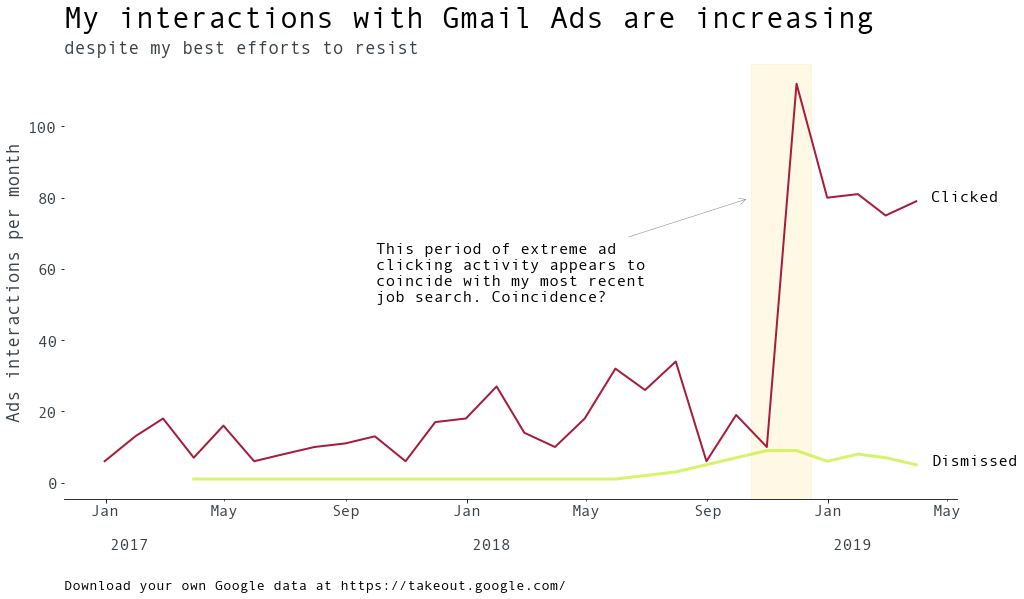 My interactions with Gmail Ads are increasing
despite my best efforts to resist
Ads interactions per month
100
80
60
40
20
0
Clicked
This period of extreme ad
clicking activity appears to
coincide with my most recent
job search. Coincidence?
Dismissed
Jan May Sep Jan May Sep Jan May
2017 2018 2019
Download your own Google data at https://takeout.google.com/